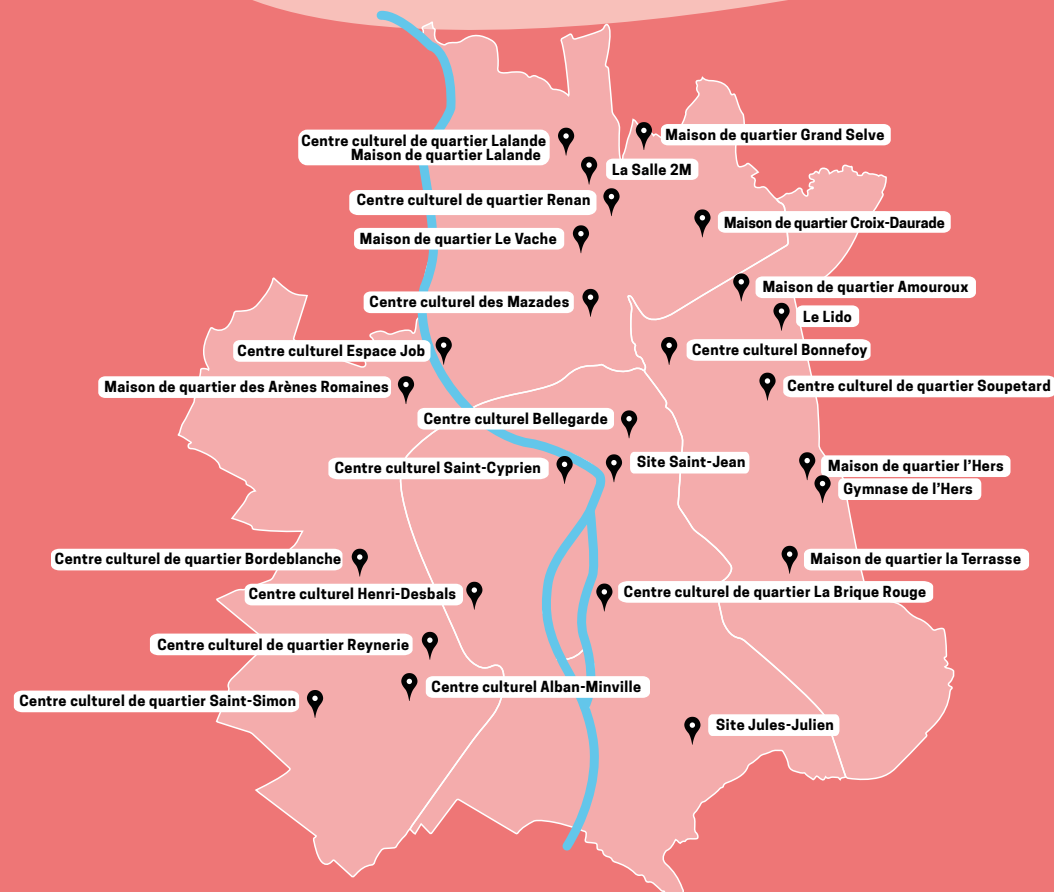 Centre culturel de quartier Lalande
Maison de quartier Lalande
Maison de quartier Grand Selve
La Salle 2M
Centre culturel de quartier Renan
Maison de quartier Croix-Daurade
Maison de quartier Le Vache
Maison de quartier Amouroux
Centre culturel des Mazades
Le Lido
Centre culturel Espace Job
Centre culturel Bonnefoy
Maison de quartier des Arènes Romaines
Centre culturel de quartier Soupetard
Centre culturel Bellegarde
Centre culturel Saint-Cyprien
Site Saint-Jean
Maison de quartier l'Hers
Gymnase de l'Hers
Centre culturel de quartier Bordeblanche
Maison de quartier la Terrasse
Centre culturel Henri-Desbals
Centre culturel de quartier La Brique Rouge
Centre culturel de quartier Reynerie
Centre culturel Alban-Minville
Centre culturel de quartier Saint-Simon
Site Jules-Julien